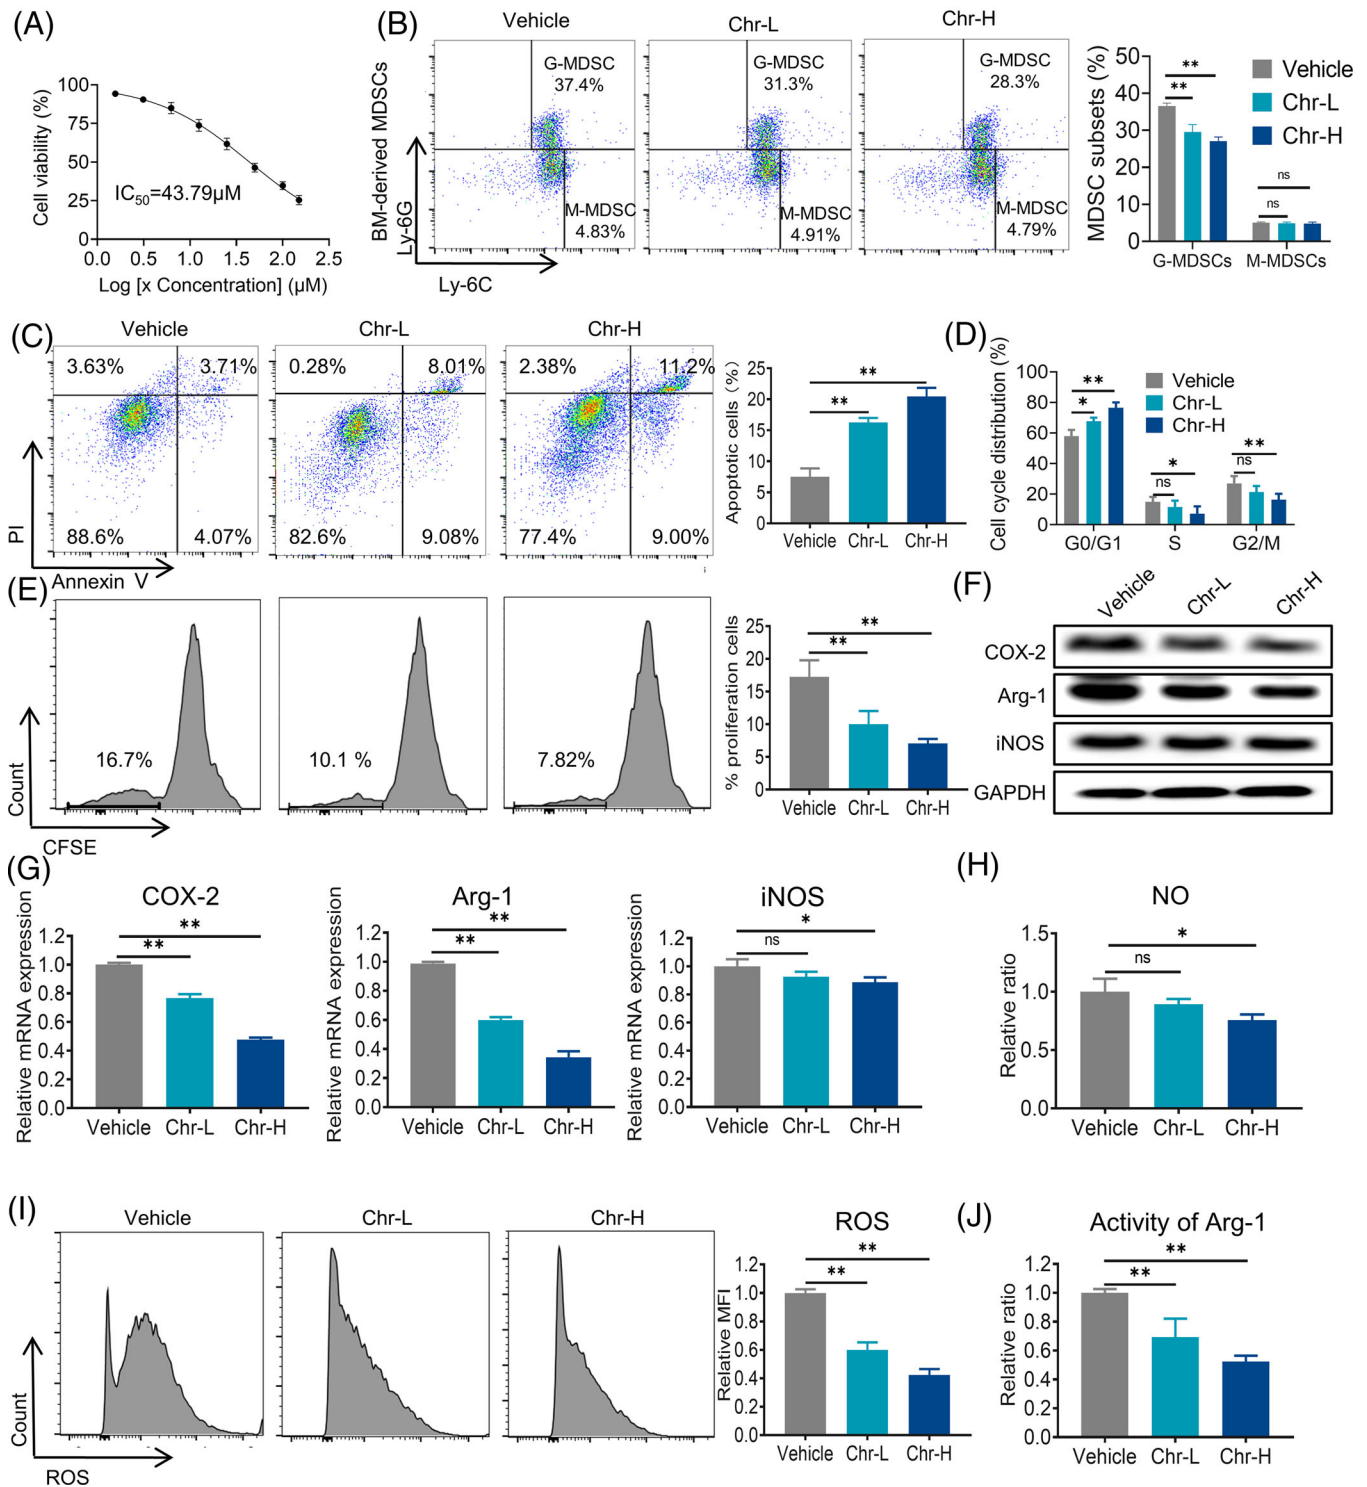 (A)
Cell viability (%)
100
75
50
25
0
IC50=43.79μM
0.0 0.5 1.0 1.5 2.0 2.5
Log [x Concentration] (μM)
(B)
Vehicle Chr-L Chr-H
BM-derived MDSCs
Ly-6G
Ly-6C
G-MDSC
37.4%
M-MDSC
4.83%
G-MDSC
31.3%
M-MDSC
4.91%
G-MDSC
28.3%
M-MDSC
4.79%
MDSC subsets (%)
50
40
30
20
10
0
** **
ns ns
G-MDSCs M-MDSCs
Vehicle
Chr-L
Chr-H
(C)
Vehicle Chr-L Chr-H
3.63% 3.71%
88.6% 4.07%
0.28% 8.01%
82.6% 9.08%
2.38% 11.2%
77.4% 9.00%
PI
Annexin V
Apoptotic cells (%)
25
20
15
10
5
0
**
**
Vehicle Chr-L Chr-H
(D)
Cell cycle distribution (%)
100
80
60
40
20
0
**
*
*
ns
**
ns
Vehicle
Chr-L
Chr-H
G0/G1 S G2/M
(E)
Count
CFSE
16.7%
10.1 %
7.82%
% proliferation cells
25
20
15
10
5
0
**
**
Vehicle Chr-L Chr-H
(F)
Vehicle Chr-L Chr-H
COX-2
Arg-1
iNOS
GAPDH
(G)
COX-2
Relative mRNA expression
1.2
1.0
0.8
0.6
0.4
0.2
0.0
**
**
Vehicle Chr-L Chr-H
Arg-1
Relative mRNA expression
1.2
1.0
0.8
0.6
0.4
0.2
0.0
**
**
Vehicle Chr-L Chr-H
iNOS
Relative mRNA expression
1.2
1.0
0.8
0.6
0.4
0.2
0.0
*
ns
Vehicle Chr-L Chr-H
(H)
NO
Relative ratio
1.5
1.0
0.5
0.0
*
ns
Vehicle Chr-L Chr-H
(I)
Vehicle Chr-L Chr-H
Count
ROS
ROS
Relative MFI
1.2
1.0
0.8
0.6
0.4
0.2
0.0
**
**
Vehicle Chr-L Chr-H
(J)
Activity of Arg-1
Relative ratio
1.2
1.0
0.8
0.6
0.4
0.2
0.0
**
**
Vehicle Chr-L Chr-H